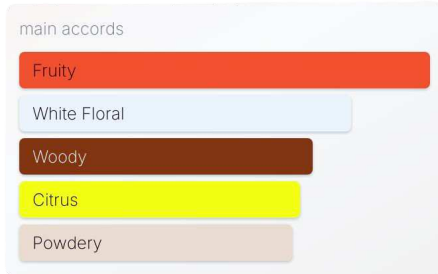 main accords
Fruity
White Floral
Woody
Citrus
Powdery